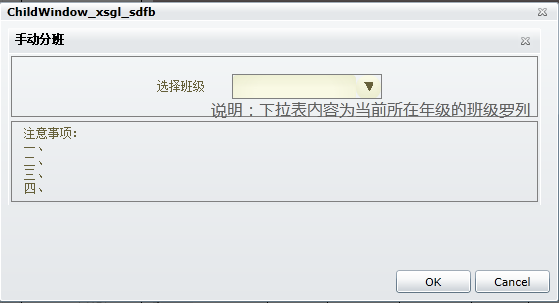 ChildWindow_xsgl_sdfb
手动分班
选择班级
说明：下拉表内容为当前所在年级的班级罗列
注意事项:
一、
二、
三、
四、
OK Cancel